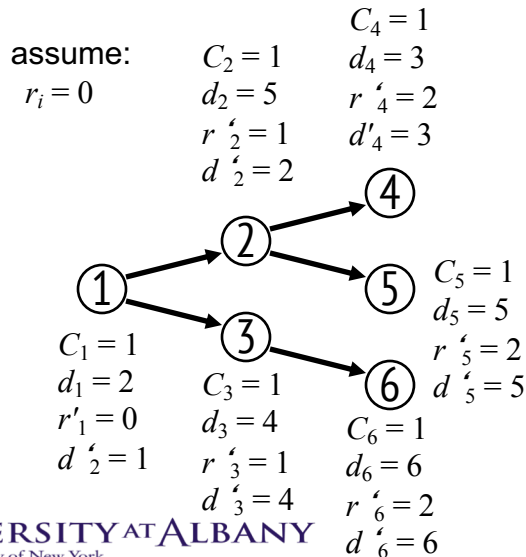 assume:
r_i = 0
C_2 = 1
d_2 = 5
r ‘_2 = 1
d ‘_2 = 2
C_4 = 1
d_4 = 3
r ‘_4 = 2
d'_4 = 3
4
2
1
5
3
6
C_1 = 1
d_1 = 2
r'_1 = 0
d ‘_2 = 1
C_3 = 1
d_3 = 4
r ‘_3 = 1
d ‘_3 = 4
C_5 = 1
d_5 = 5
r ‘_5 = 2
d ‘_5 = 5
C_6 = 1
d_6 = 6
r ‘_6 = 2
d ‘_6 = 6
ERSITY AT ALBANY
y of New York